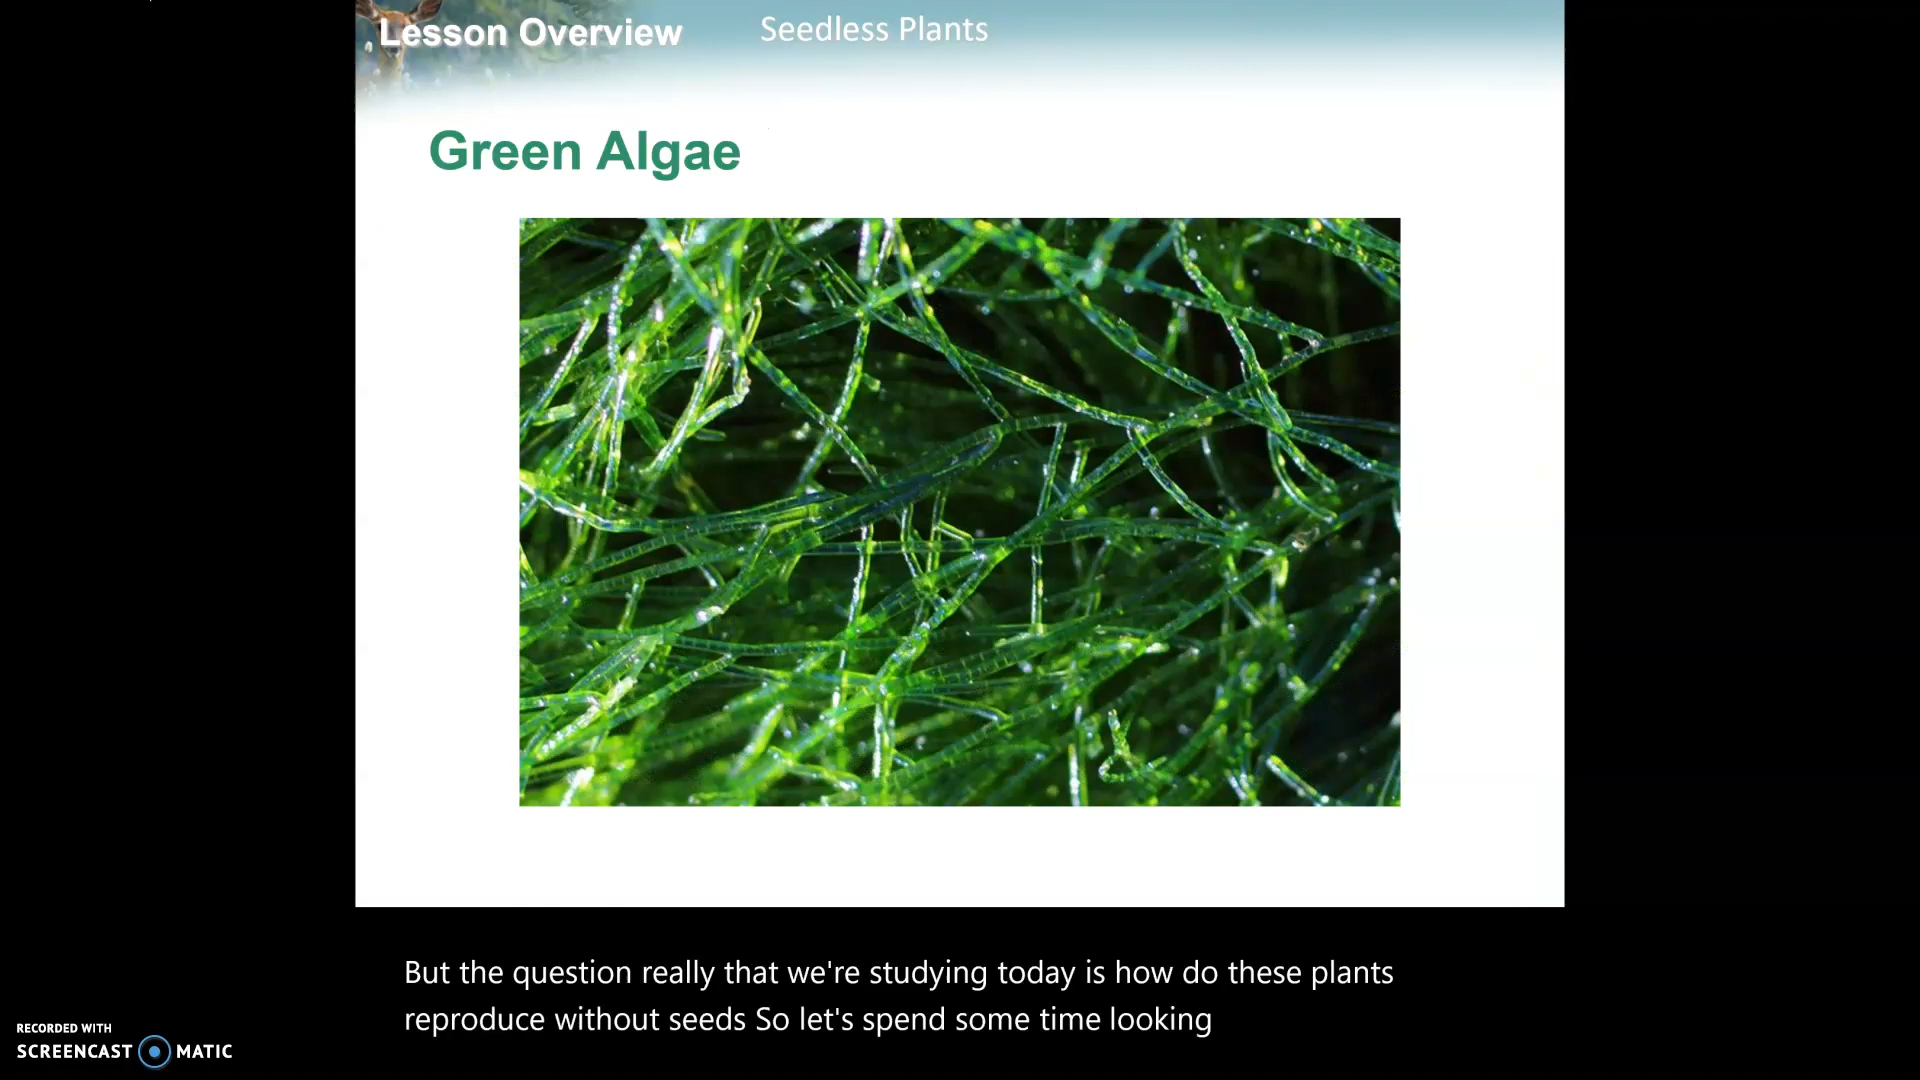 Lesson Overview
Seedless Plants
Green Algae
But the question really that we're studying today is how do these plants
reproduce without seeds So let's spend some time looking
RECORDED WITH
SCREENCAST MATIC